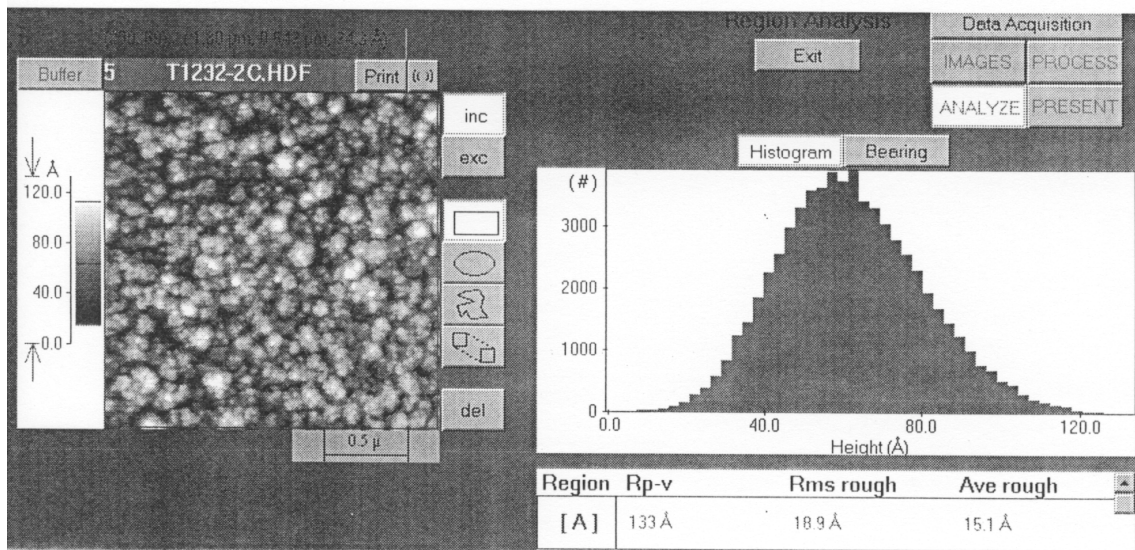 Region Analysis
Data Acquisition
Exit
IMAGES
PROCESS
ANALYZE
PRESENT
Buffer
5
T1232-2C.HDF
Print
inc
exc
del
Å
120.0
80.0
40.0
0.0
0.5 µ
Histogram
Bearing
(#)
3000
2000
1000
0
0.0
40.0
80.0
120.0
Height (Å)
Region Rp-v Rms rough Ave rough
[A] 133 Å 18.9 Å 15.1 Å